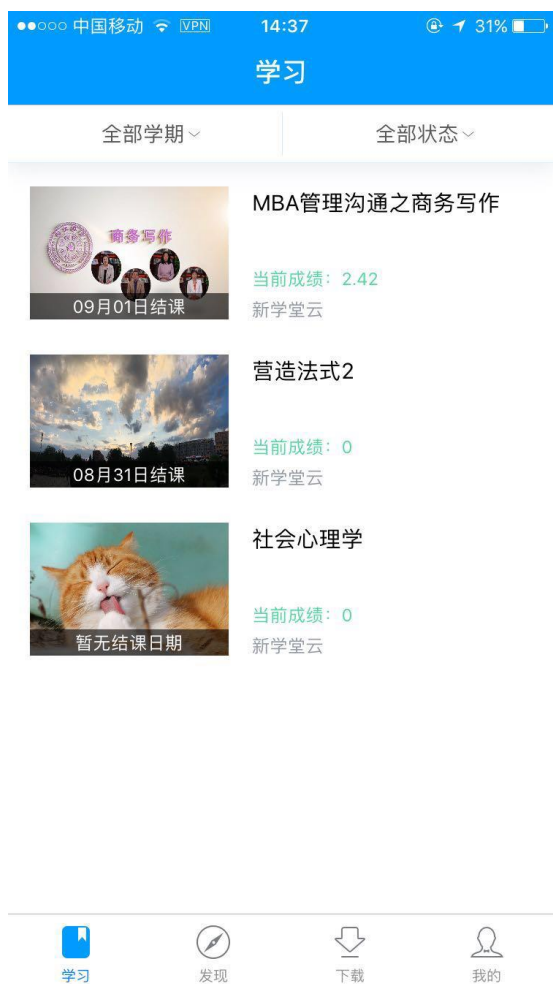 中国移动 VPN 14:37 31%
学习
全部学期 全部状态
商务写作
09月01日结课
MBA管理沟通之商务写作
当前成绩：2.42
新学堂云
08月31日结课
营造法式2
当前成绩：0
新学堂云
暂无结课日期
社会心理学
当前成绩：0
新学堂云
学习 发现 下载 我的